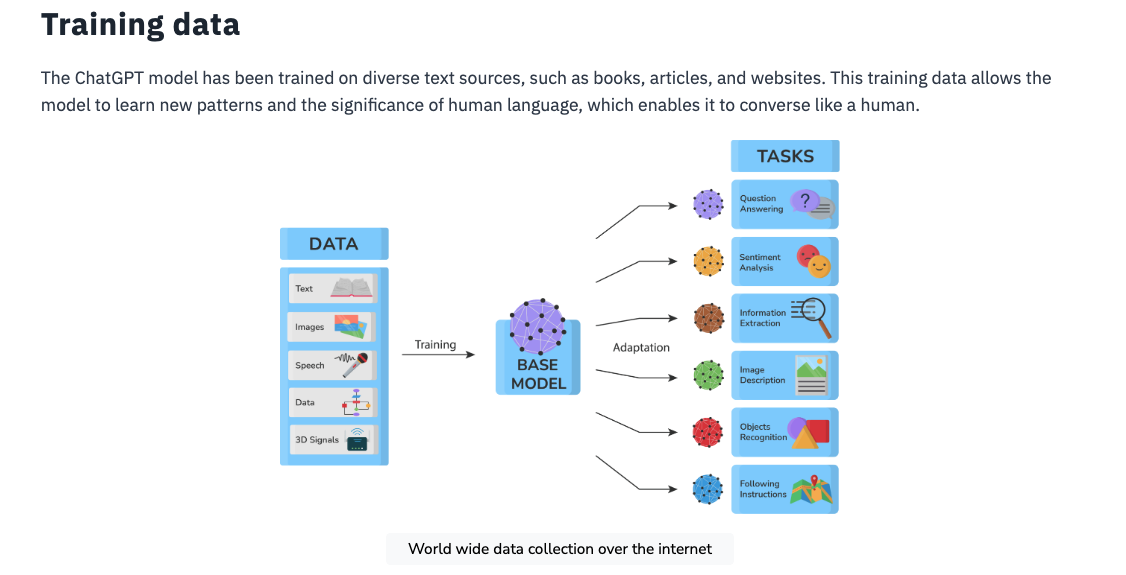 Training data
The ChatGPT model has been trained on diverse text sources, such as books, articles, and websites. This training data allows the
model to learn new patterns and the significance of human language, which enables it to converse like a human.
DATA
Text
Images
Speech
Data
3D Signals
Training
BASE
MODEL
Adaptation
TASKS
Question
Answering
?
Sentiment
Analysis
Information
Extraction
Image
Description
Objects
Recognition
Following
Instructions
World wide data collection over the internet